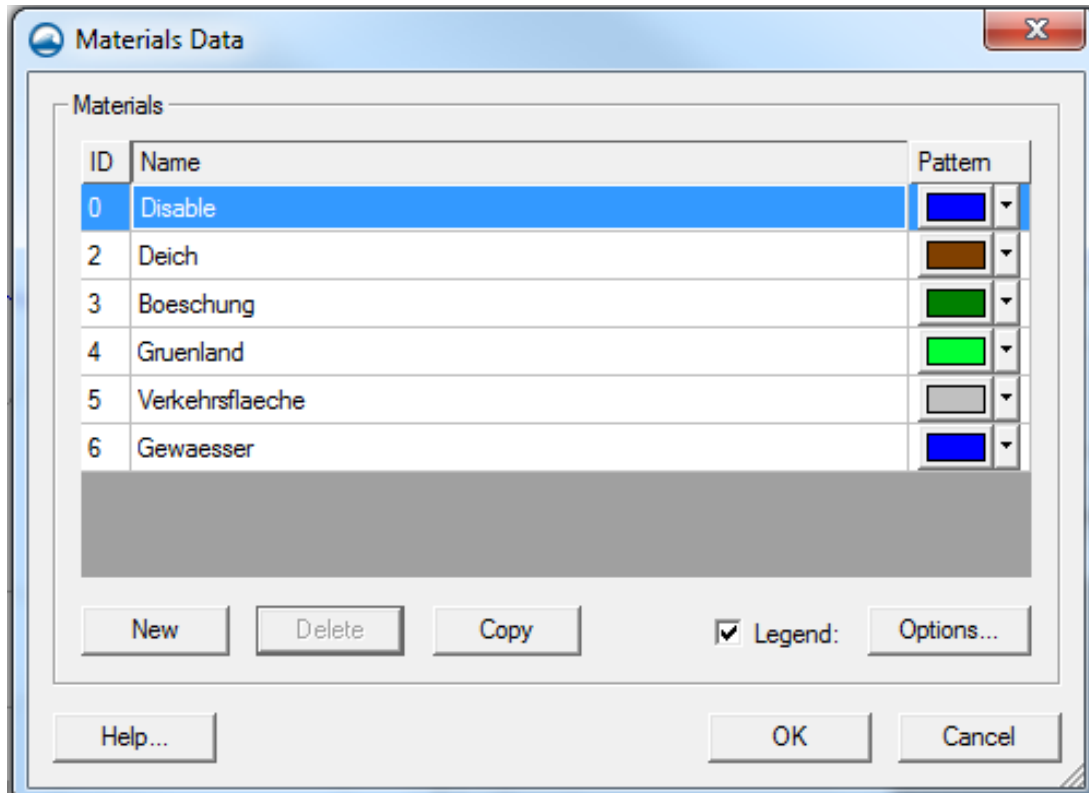 Materials Data
Materials
ID Name Pattern
0 Disable
2 Deich
3 Boeschung
4 Gruenland
5 Verkehrsflaeche
6 Gewaesser
New Delete Copy Legend: Options...
Help... OK Cancel